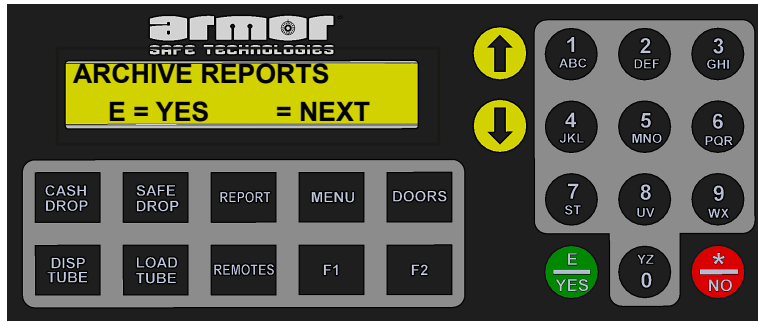 armor
SAFE TECHNOLOGIES
ARCHIVE REPORTS
E = YES = NEXT
1 2 3
ABC DEF GHI
4 5 6
JKL MNO PQR
7 8 9
ST UV WX
E YZ *
YES 0 NO
CASH SAFE REPORT MENU DOORS
DROP DROP
DISP LOAD REMOTES F1 F2
TUBE TUBE